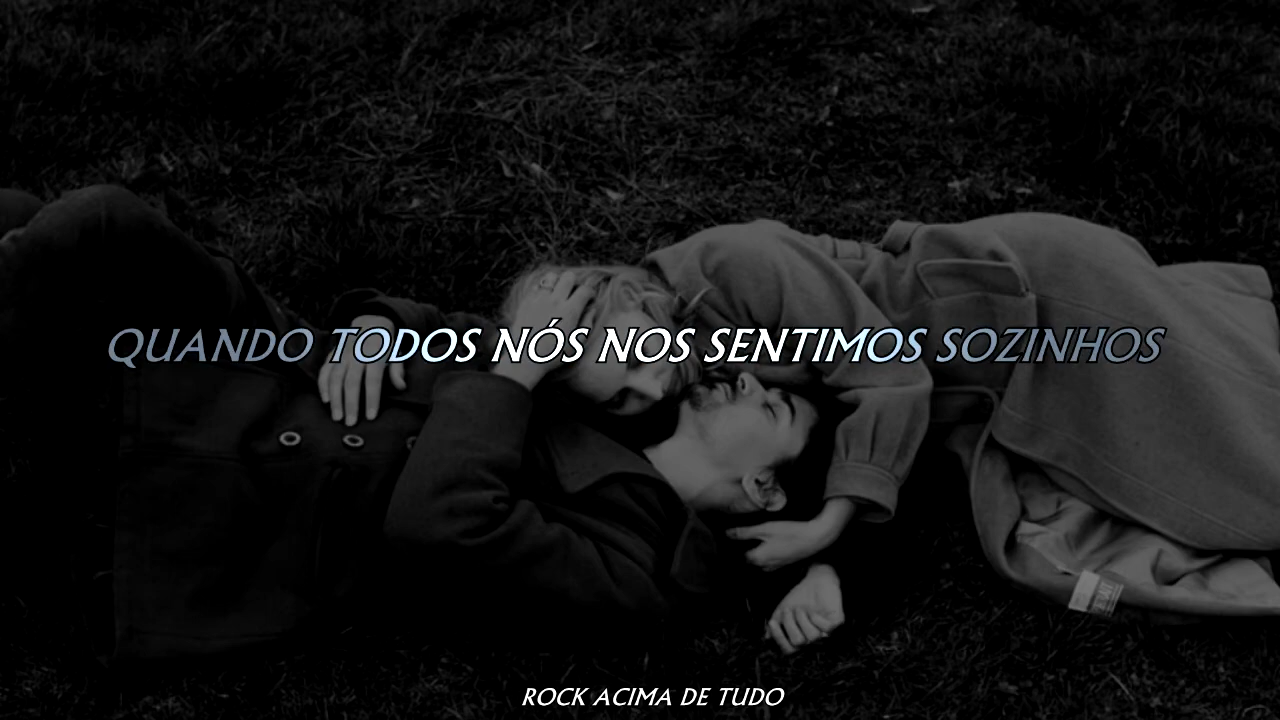 QUANDO TODOS NÓS NOS SENTIMOS SOZINHOS
ROCK ACIMA DE TUDO